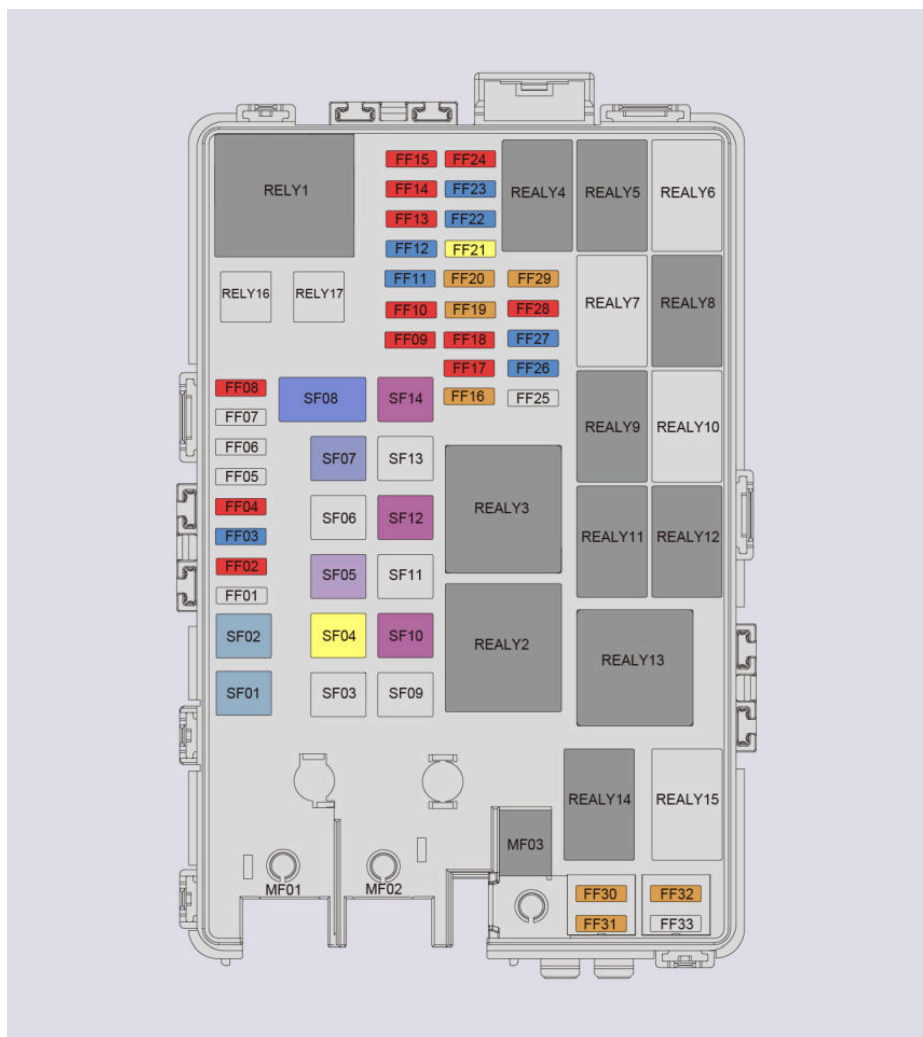 FF15 FF24
RELY1
FF14 FF23 REALY4 REALY5 REALY6
FF13 FF22
FF12 FF21
FF11 FF20 FF29
RELY16 RELY17 REALY7 REALY8
FF10 FF19 FF28
FF09 FF18 FF27
FF17 FF26
FF08
SF08 SF14 FF16 FF25
FF07
REALY9 REALY10
FF06
SF07 SF13
FF05
FF04
REALY3
SF06 SF12
FF03 REALY11 REALY12
FF02
SF05 SF11
FF01
SF02 SF04 SF10
REALY2
REALY13
SF01 SF03 SF09
REALY14 REALY15
MF03
MF01 MF02
FF30 FF32
FF31 FF33